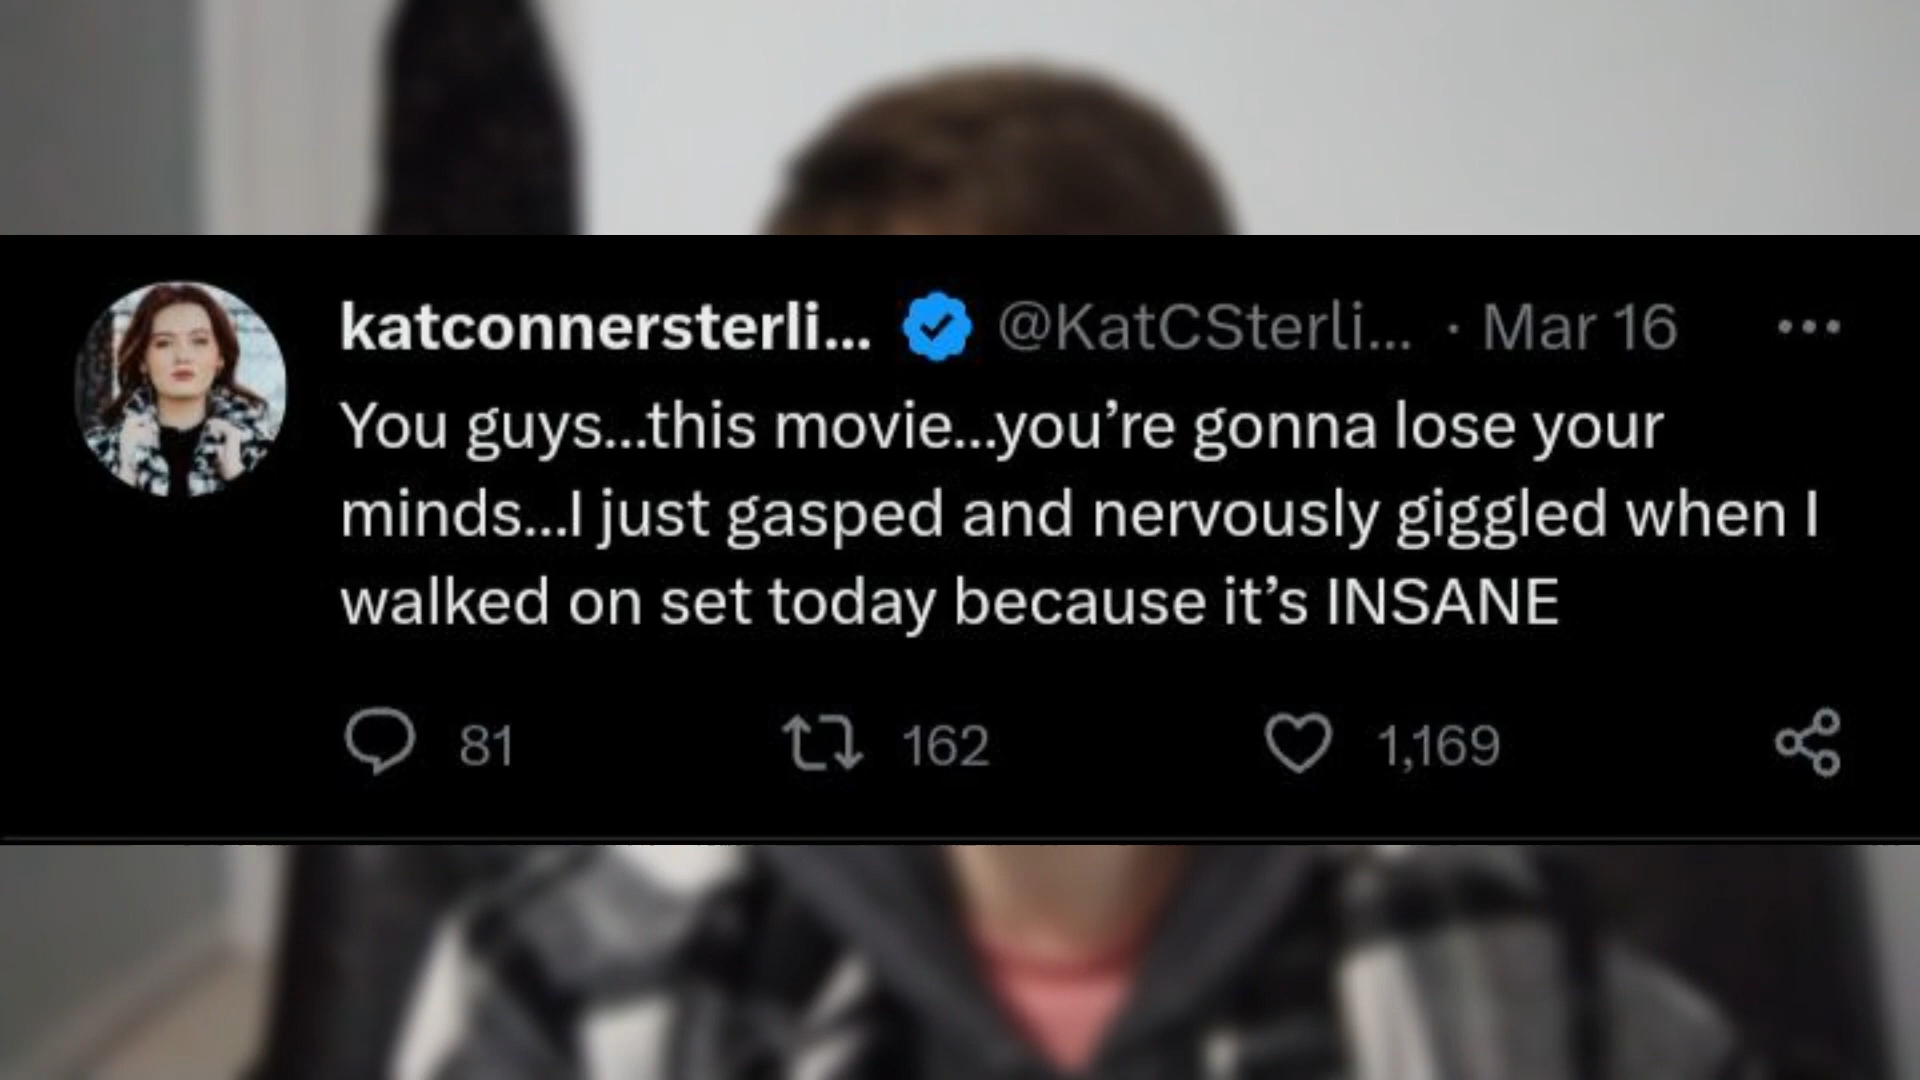 katconnersterli... @KatCSterli... · Mar 16
You guys...this movie...you’re gonna lose your
minds...I just gasped and nervously giggled when I
walked on set today because it’s INSANE
81 162 1,169